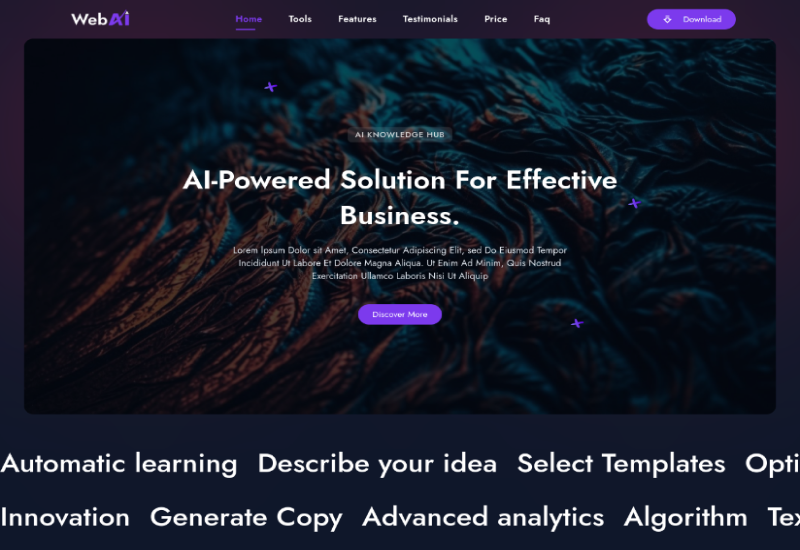 WebAi
Home Tools Features Testimonials Price Faq
Download
AI KNOWLEDGE HUB
AI-Powered Solution For Effective
Business.
Lorem Ipsum Dolor sit Amet, Consectetur Adipiscing Elit, sed Do Eiusmod Tempor
Incididunt Ut Labore Et Dolore Magna Aliqua. Ut Enim Ad Minim, Quis Nostrud
Exercitation Ullamco Laboris Nisi Ut Aliquip
Discover More
Automatic learning Describe your idea Select Templates Opti
Innovation Generate Copy Advanced analytics Algorithm Tex